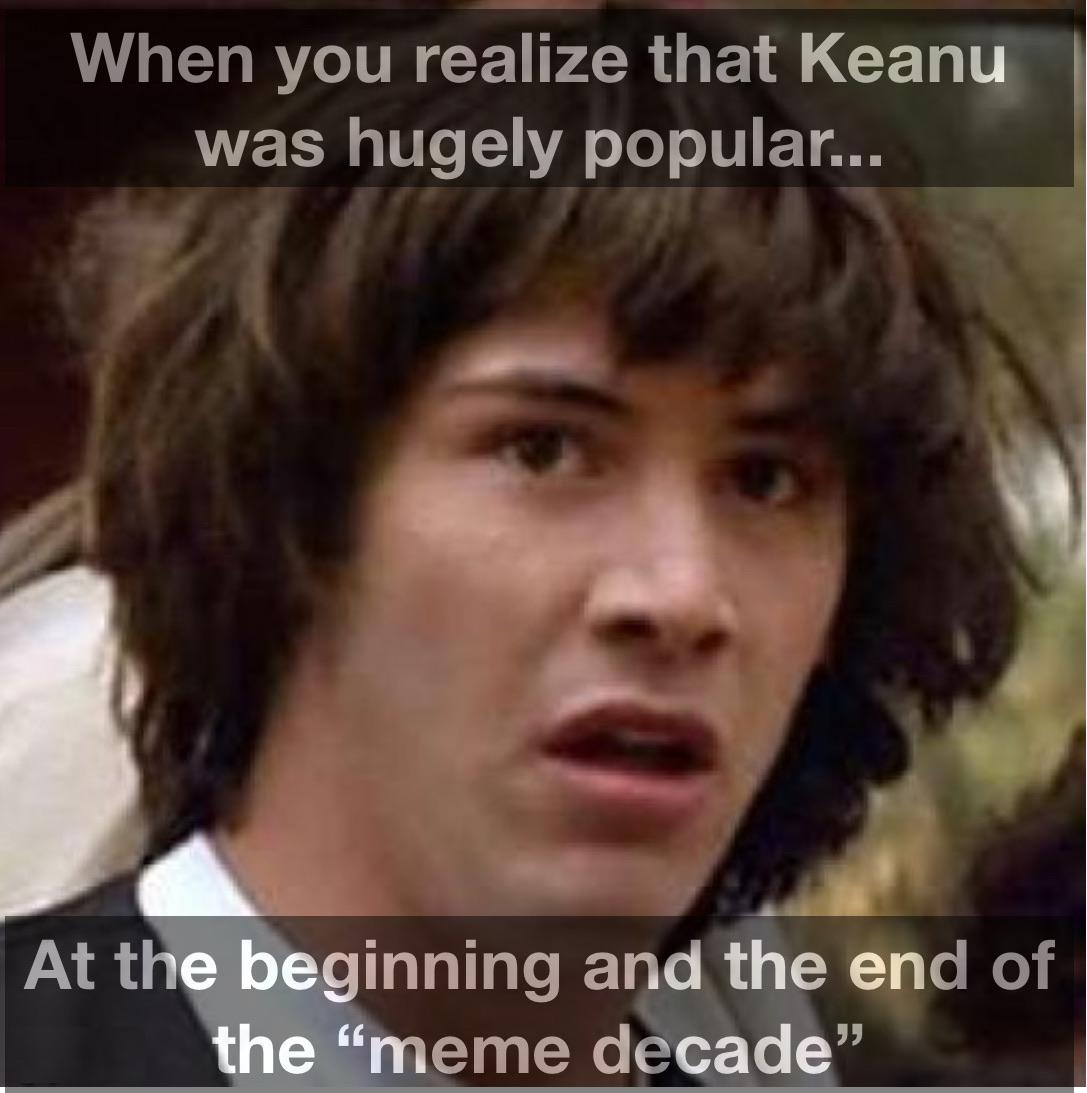 When you realize that Keanu
was hugely popular...
At the beginning and the end of
the “meme decade”